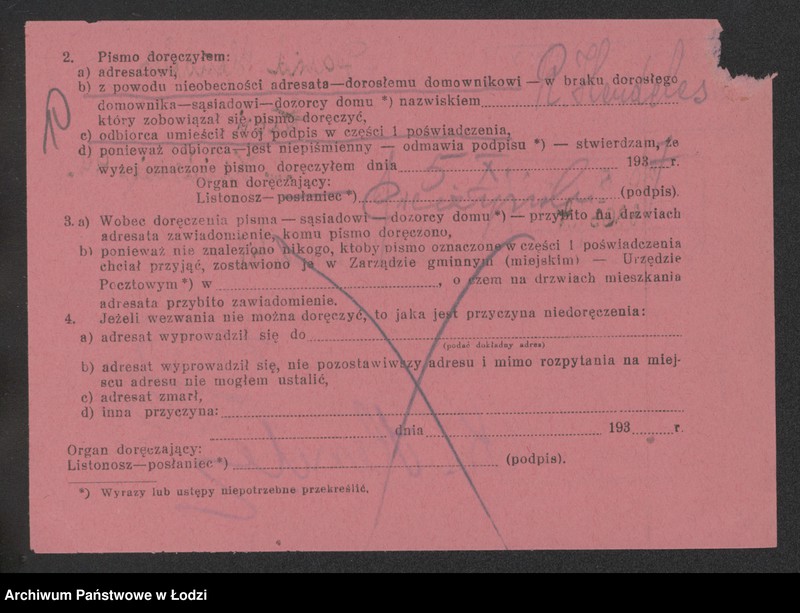 2. Pismo doręczyłem:
a) adresatowi,
b) z powodu nieobecności adresata—dorosłemu domownikowi — w braku dorosłego
domownika—sąsiadowi—dozorcy domu *) nazwiskiem
który zobowiązał się pismo doręczyć,
c) odbiorca umieścił swój podpis w części 1 poświadczenia,
d) ponieważ odbiorca—jest niepiśmienny — odmawia podpisu *) — stwierdzam, że
wyżej oznaczone pismo doręczyłem dnia 5 X 193 r.
Organ doręczający:
Listonosz—posłaniec *) (podpis).
10
3. a) Wobec doręczenia pisma — sąsiadowi — dozorcy domu *) — przybito na drzwiach
adresata zawiadomienie, komu pismo doręczono,
b) ponieważ nie znaleziono nikogo, ktoby pismo oznaczone w części 1 poświadczenia
chciał przyjąć, zostawiono je w Zarządzie gminnym (miejskim) — Urzędzie
Pocztowym *) w , o czem na drzwiach mieszkania
adresata przybito zawiadomienie.
4. Jeżeli wezwania nie można doręczyć, to jaka jest przyczyna niedoręczenia:
a) adresat wyprowadził się do
(podać dokładny adres)
b) adresat wyprowadził się, nie pozostawiwszy adresu i mimo rozpytania na miej-
scu adresu nie mogłem ustalić,
c) adresat zmarł,
d) inna przyczyna:
dnia 193 r.
Organ doręczający:
Listonosz—posłaniec *) (podpis).
*) Wyrazy lub ustępy niepotrzebne przekreślić.
Archiwum Państwowe w Łodzi